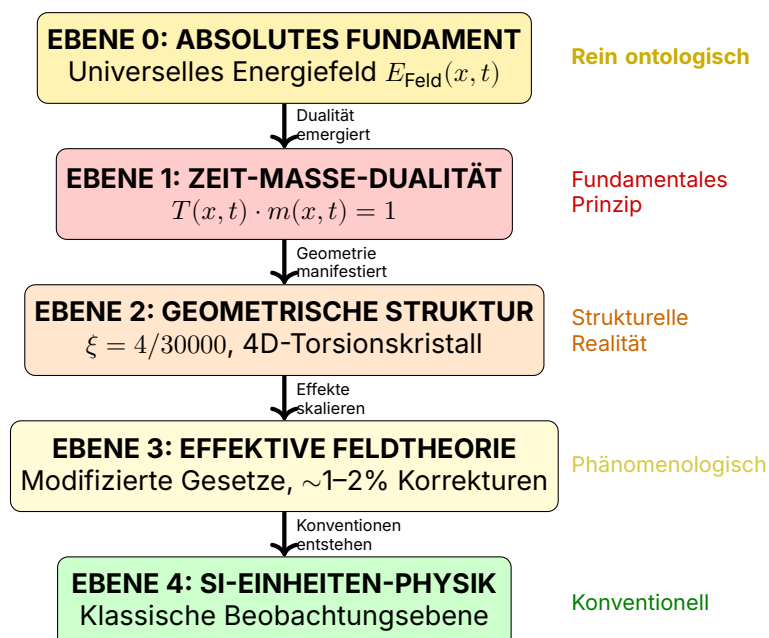 EBENE 0: ABSOLUTES FUNDAMENT
Universelles Energiefeld E_Feld(x, t)
Rein ontologisch
Dualität
emergiert
EBENE 1: ZEIT-MASSE-DUALITÄT
T(x, t) · m(x, t) = 1
Fundamentales
Prinzip
Geometrie
manifestiert
EBENE 2: GEOMETRISCHE STRUKTUR
ξ = 4/30000, 4D-Torsionskristall
Strukturelle
Realität
Effekte
skalieren
EBENE 3: EFFEKTIVE FELDTHEORIE
Modifizierte Gesetze, ∼1–2% Korrekturen
Phänomenologisch
Konventionen
entstehen
EBENE 4: SI-EINHEITEN-PHYSIK
Klassische Beobachtungsebene
Konventionell